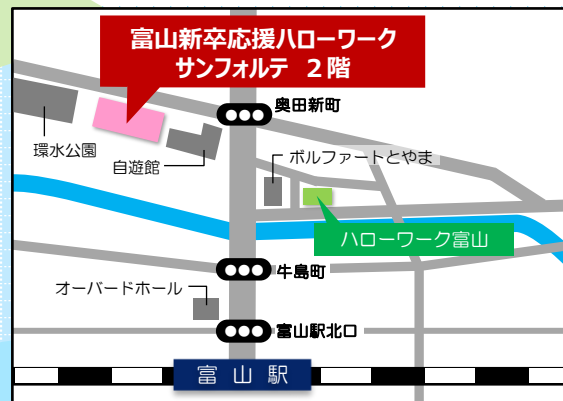 富山新卒応援ハローワーク
サンフォルテ 2階
奥田新町
環水公園
自遊館
ボルファートとやま
ハローワーク富山
牛島町
オーバードホール
富山駅北口
富山駅